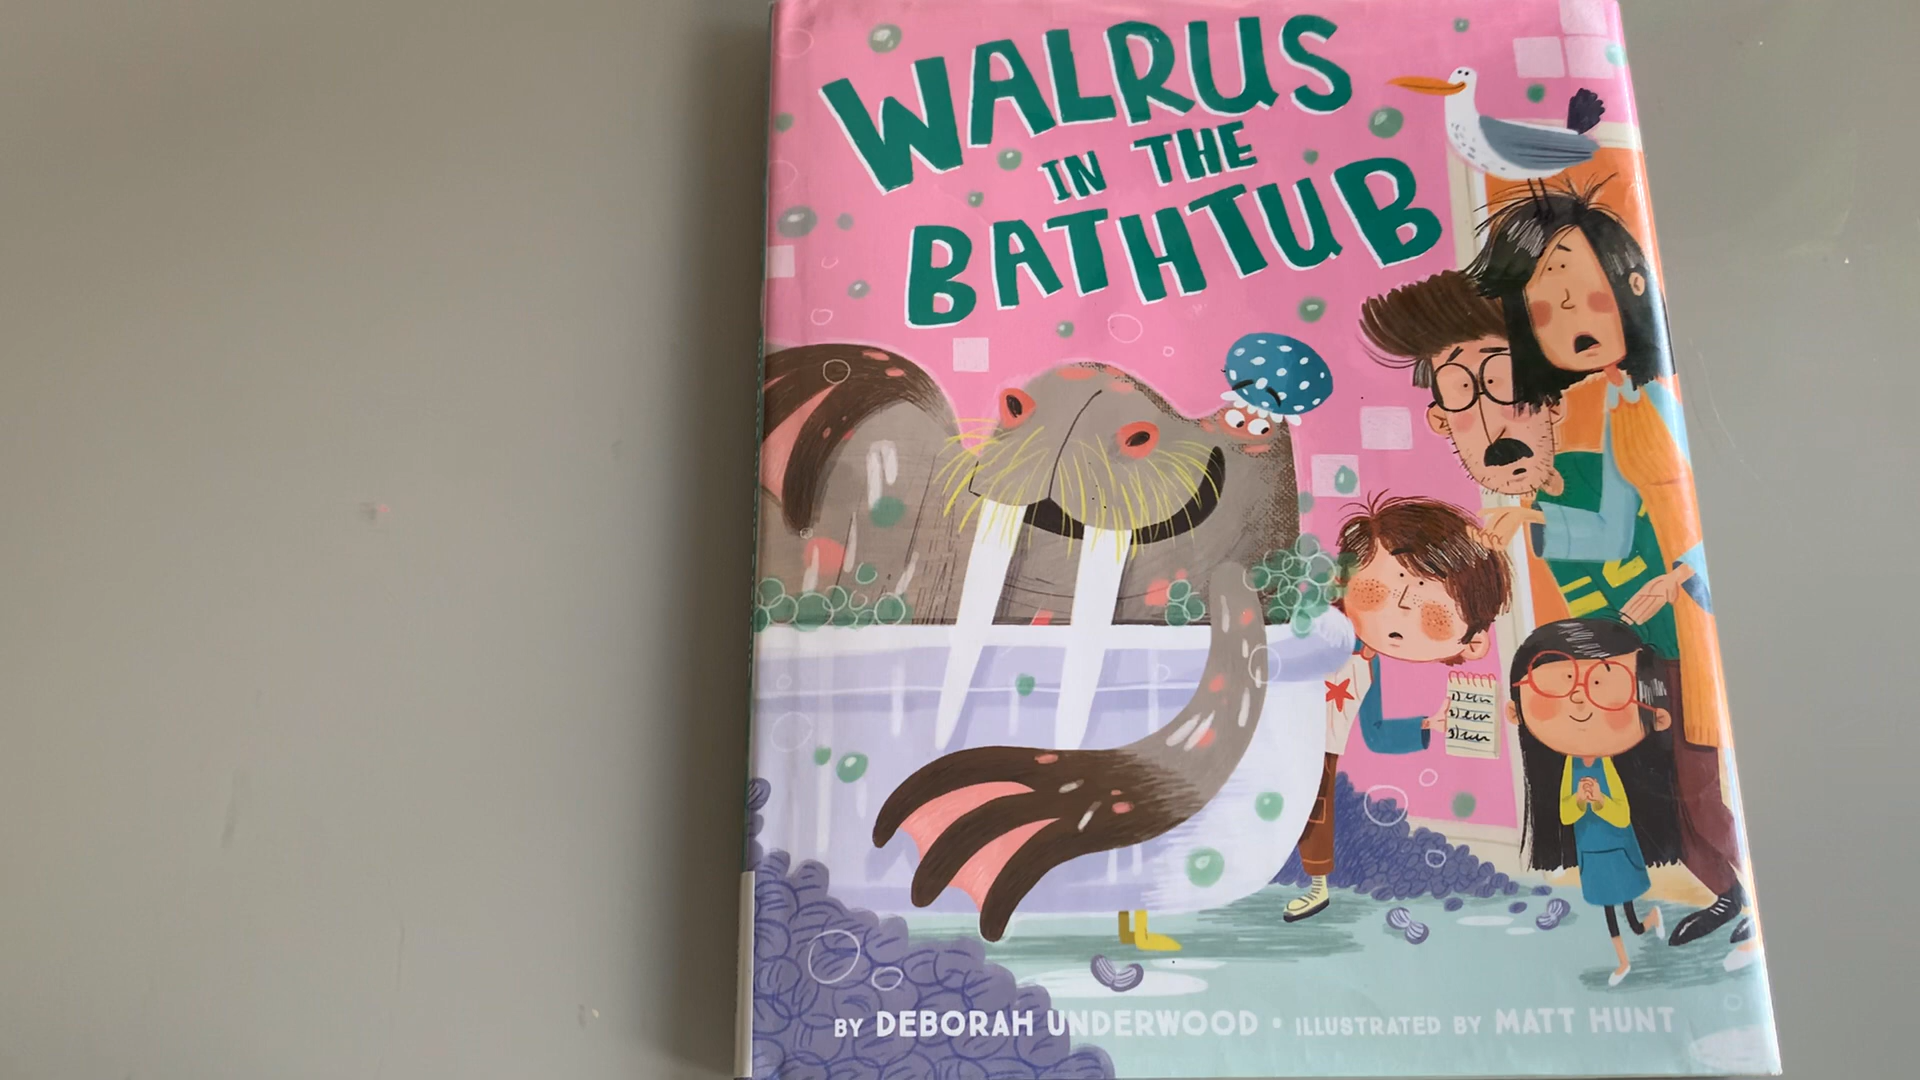 WALRUS
IN THE
BATHTUB
BY DEBORAH UNDERWOOD • ILLUSTRATED BY MATT HUNT